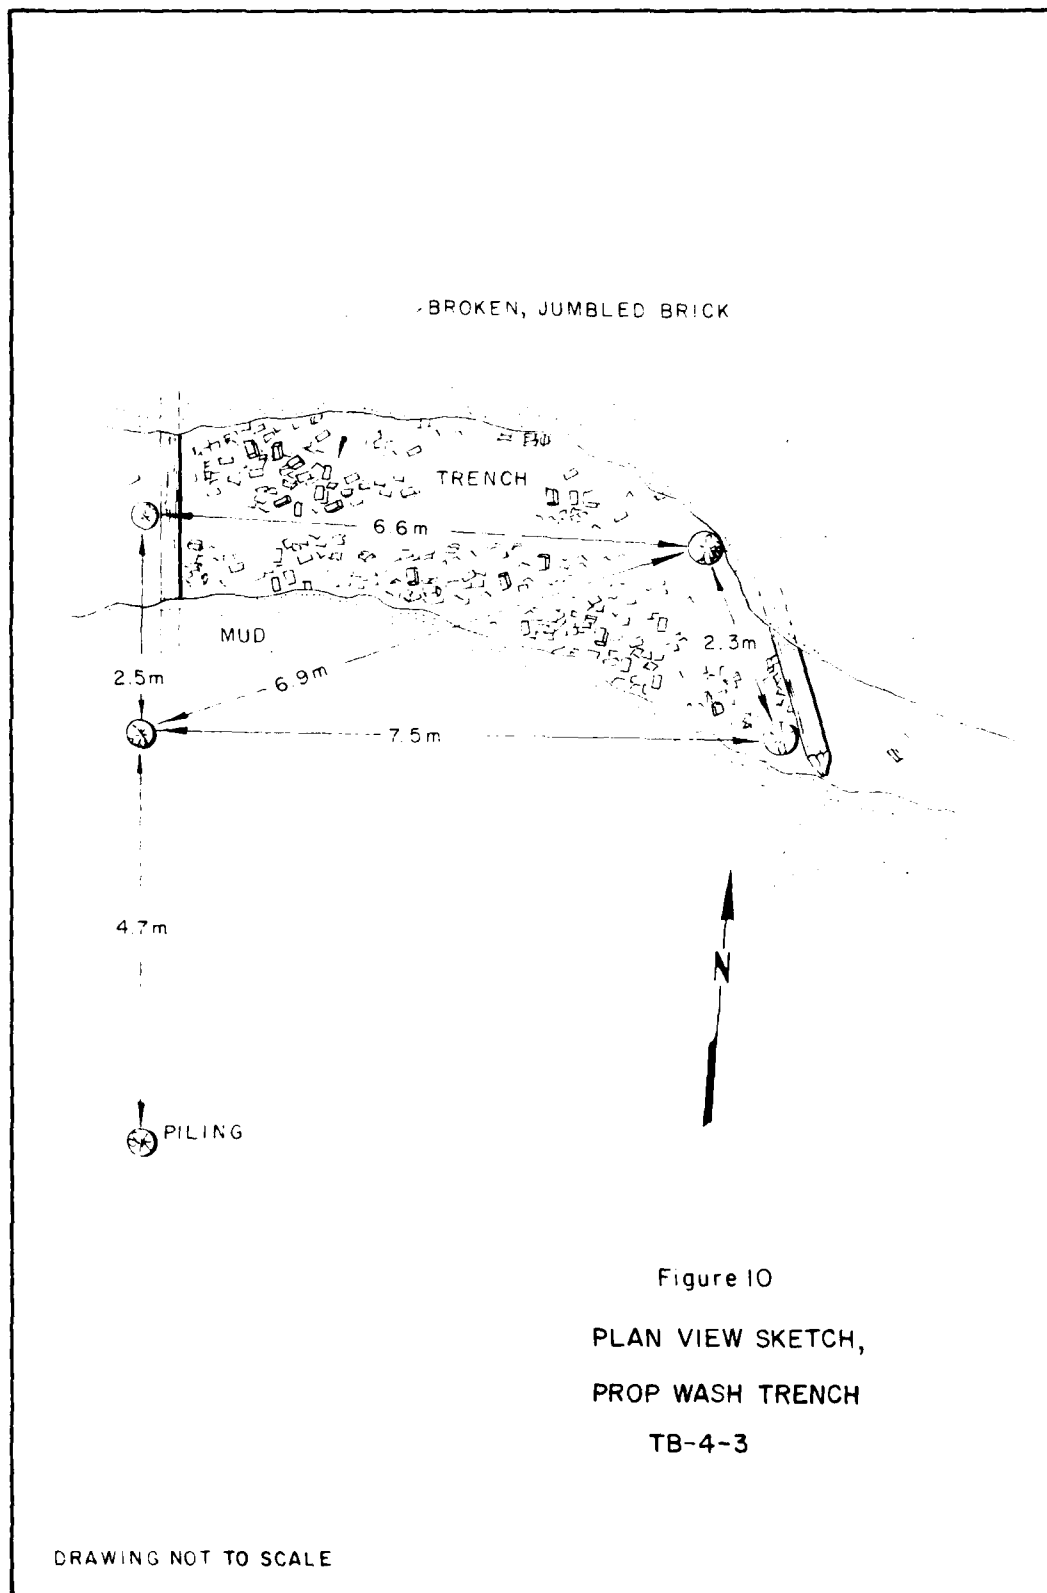 BROKEN, JUMBLED BRICK
TRENCH
6.6m
MUD
2.3m
2.5m
6.9m
7.5m
4.7m
N
PILING
Figure 10
PLAN VIEW SKETCH,
PROP WASH TRENCH
TB-4-3
DRAWING NOT TO SCALE